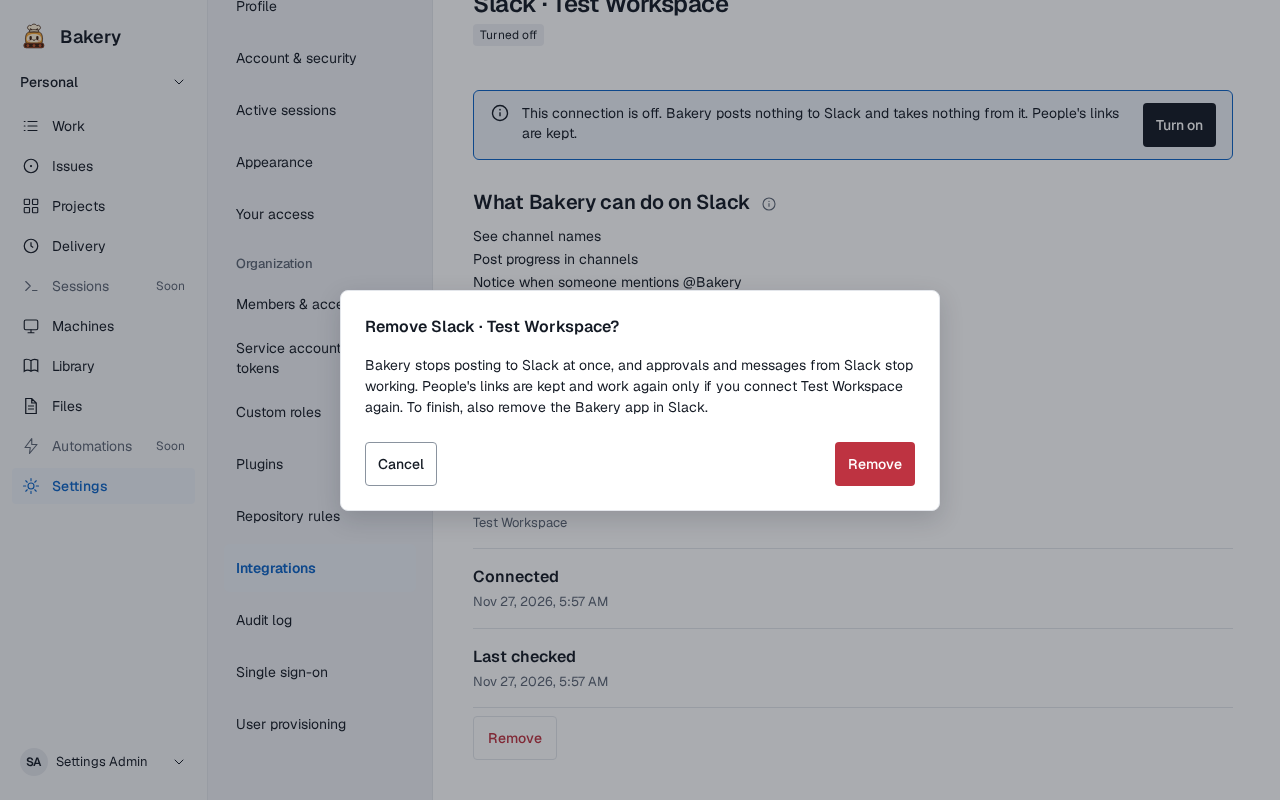 Bakery
Personal
Work
Issues
Projects
Delivery
Sessions Soon
Machines
Library
Files
Automations Soon
Settings
SA Settings Admin
Profile
Account & security
Active sessions
Appearance
Your access
Organization
Members & acce
Service account
tokens
Custom roles
Plugins
Repository rules
Integrations
Audit log
Single sign-on
User provisioning
Slack · Test Workspace
Turned off
This connection is off. Bakery posts nothing to Slack and takes nothing from it. People's links
are kept.
Turn on
What Bakery can do on Slack
See channel names
Post progress in channels
Notice when someone mentions @Bakery
Remove Slack · Test Workspace?
Bakery stops posting to Slack at once, and approvals and messages from Slack stop
working. People's links are kept and work again only if you connect Test Workspace
again. To finish, also remove the Bakery app in Slack.
Cancel
Remove
Test Workspace
Connected
Nov 27, 2026, 5:57 AM
Last checked
Nov 27, 2026, 5:57 AM
Remove